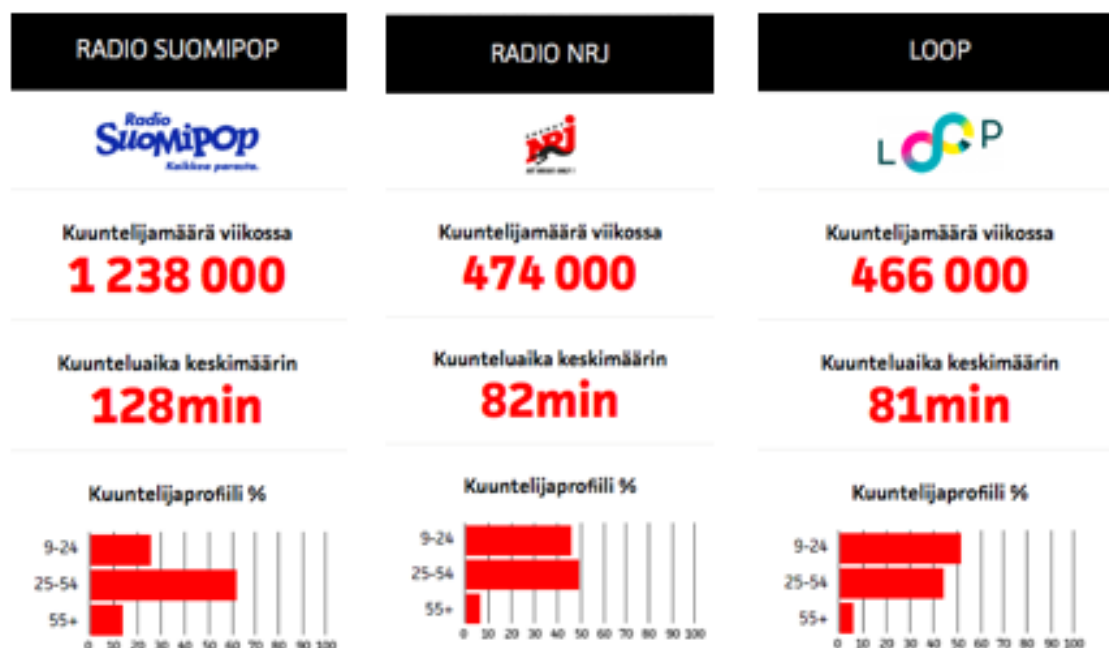 RADIO SUOMIPOP
Radio
SUOMIPOP
Kaikkea parasta.
Kuuntelijamäärä viikossa
1 238 000
Kuunteluaika keskimäärin
128min
Kuuntelijaprofiili %
9-24
25-54
55+
0 10 20 30 40 50 60 70 80 90 100
RADIO NRJ
NRJ
HIT MUSIC ONLY !
Kuuntelijamäärä viikossa
474 000
Kuunteluaika keskimäärin
82min
Kuuntelijaprofiili %
9-24
25-54
55+
0 10 20 30 40 50 60 70 80 90 100
LOOP
LOOP
Kuuntelijamäärä viikossa
466 000
Kuunteluaika keskimäärin
81min
Kuuntelijaprofiili %
9-24
25-54
55+
0 10 20 30 40 50 60 70 80 90 100